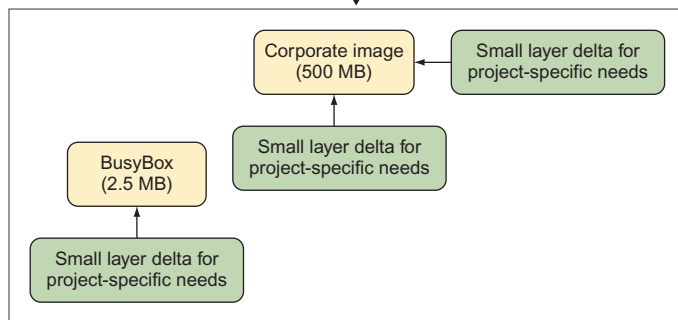 Corporate image
(500 MB)
Small layer delta for
project-specific needs
Small layer delta for
project-specific needs
BusyBox
(2.5 MB)
Small layer delta for
project-specific needs